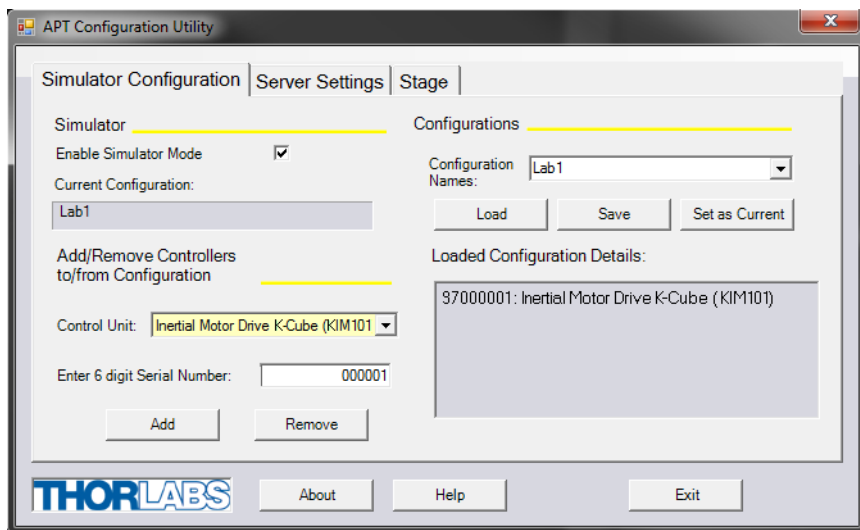 APT Configuration Utility
Simulator Configuration
Server Settings
Stage
Simulator
Enable Simulator Mode
Current Configuration:
Lab1
Add/Remove Controllers
to/from Configuration
Control Unit:
Inertial Motor Drive K-Cube (KIM101
Enter 6 digit Serial Number:
000001
Add
Remove
Configurations
Configuration
Names:
Lab1
Load
Save
Set as Current
Loaded Configuration Details:
97000001: Inertial Motor Drive K-Cube (KIM101)
THORLABS
About
Help
Exit